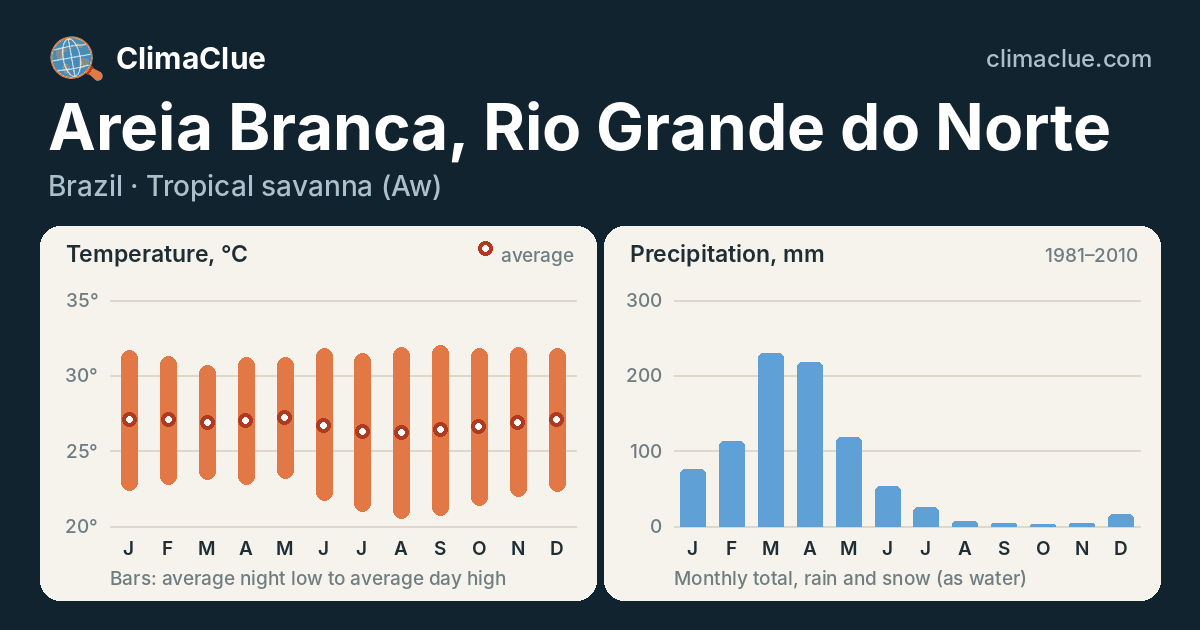 ClimaClue
climaclue.com
Areia Branca, Rio Grande do Norte
Brazil · Tropical savanna (Aw)
Temperature, °C
average
35°
30°
25°
20°
J F M A M J J A S O N D
Bars: average night low to average day high
Precipitation, mm
1981–2010
300
200
100
0
J F M A M J J A S O N D
Monthly total, rain and snow (as water)